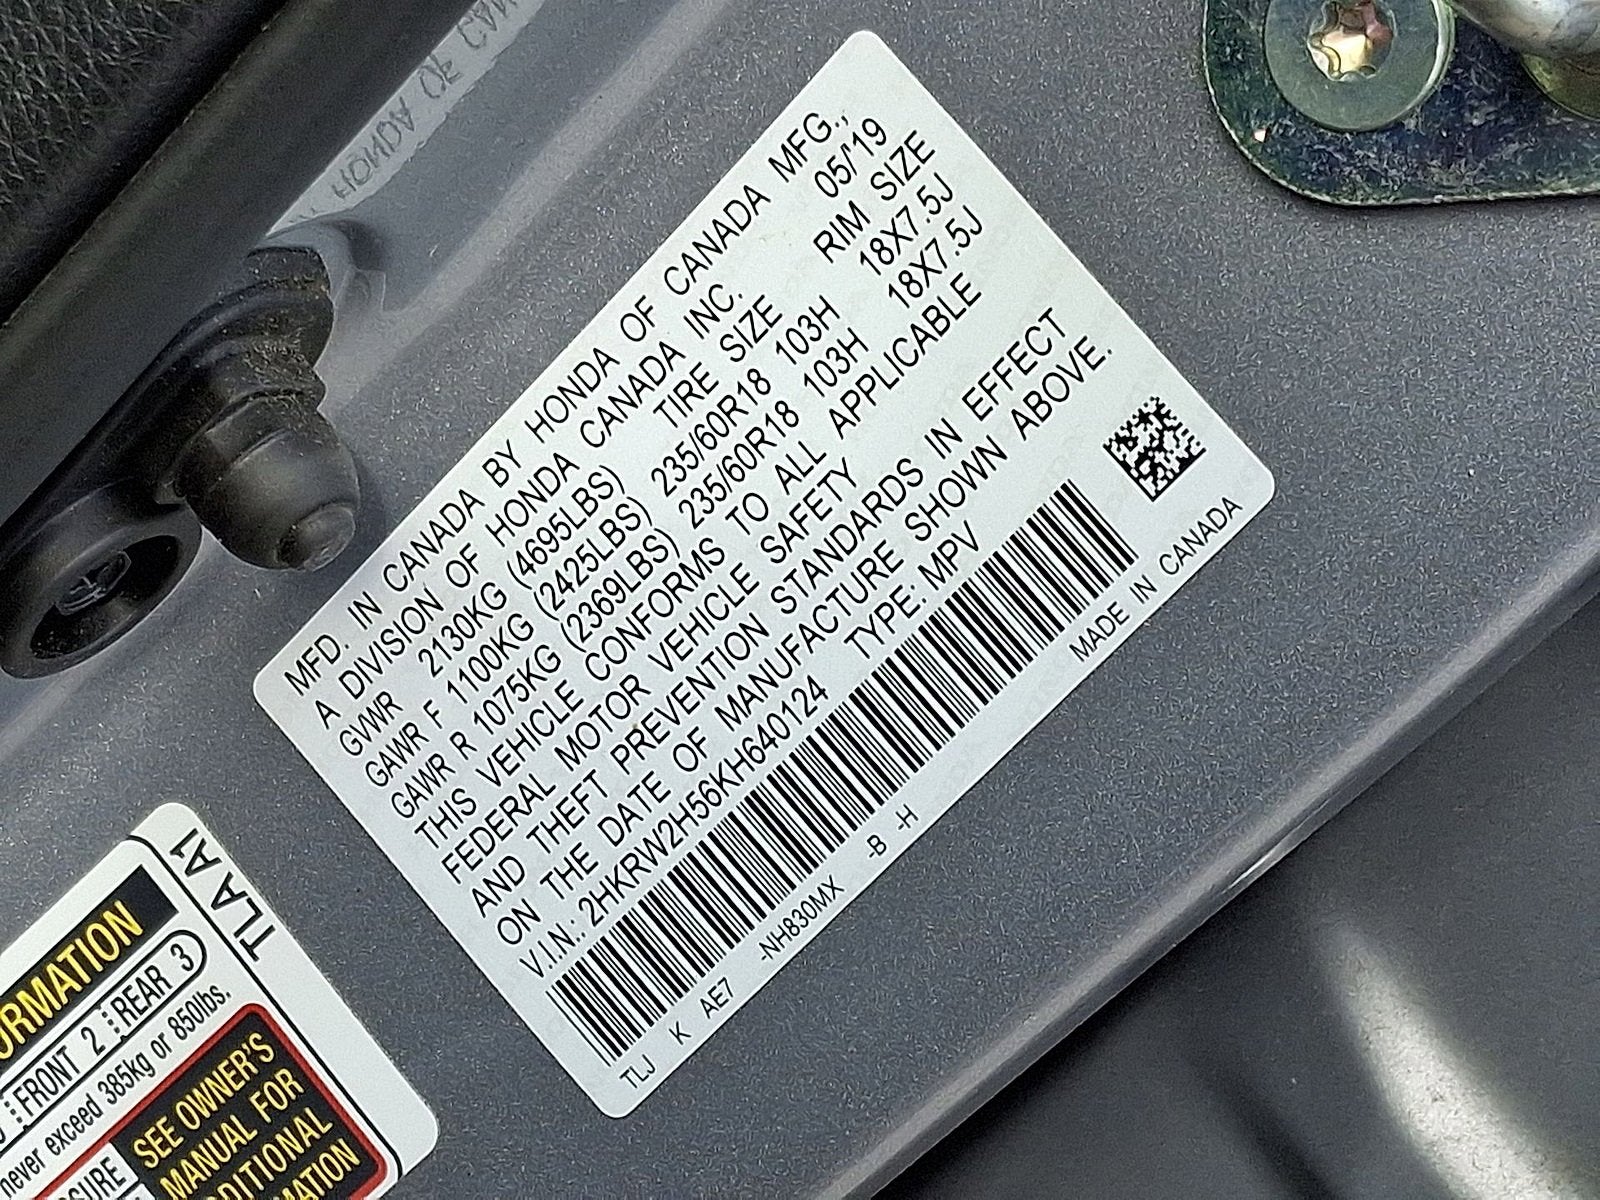 MFD. IN CANADA BY HONDA OF CANADA MFG.,
A DIVISION OF HONDA CANADA INC. 05/'19
GVWR 2130KG (4695LBS) TIRE SIZE RIM SIZE
GAWR F 1100KG (2425LBS) 235/60R18 103H 18X7.5J
GAWR R 1075KG (2369LBS) 235/60R18 103H 18X7.5J
THIS VEHICLE CONFORMS TO ALL APPLICABLE
FEDERAL MOTOR VEHICLE SAFETY
AND THEFT PREVENTION STANDARDS IN EFFECT
ON THE DATE OF MANUFACTURE SHOWN ABOVE.
V.I.N.: 2HKRW2H56KH640124 TYPE: MPV
TLJ K AE7 -NH830MX -B -H MADE IN CANADA
TLA A1
FRONT 2 REAR 3
never exceed 385kg or 850lbs.
SEE OWNER'S
MANUAL FOR
HONDA DE